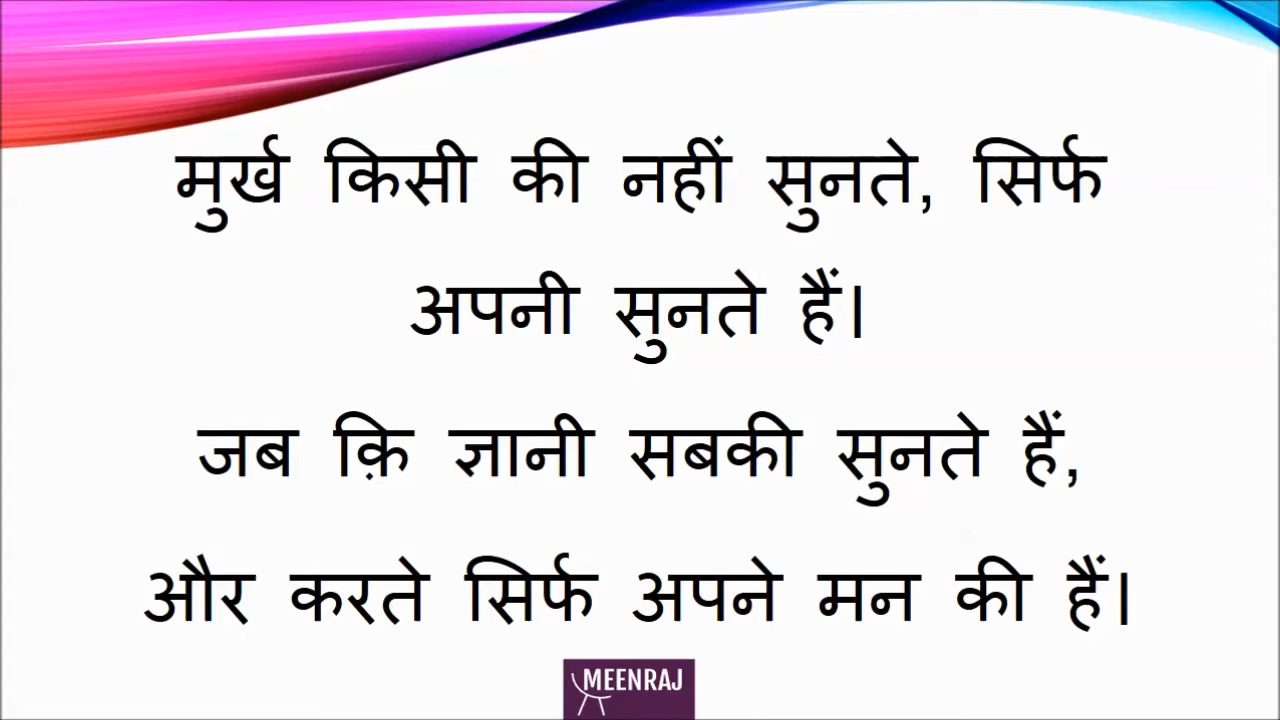 मुर्ख किसी की नहीं सुनते, सिर्फ
अपनी सुनते हैं।
जब क़ि ज्ञानी सबकी सुनते हैं,
और करते सिर्फ अपने मन की हैं।
MEENRAJ